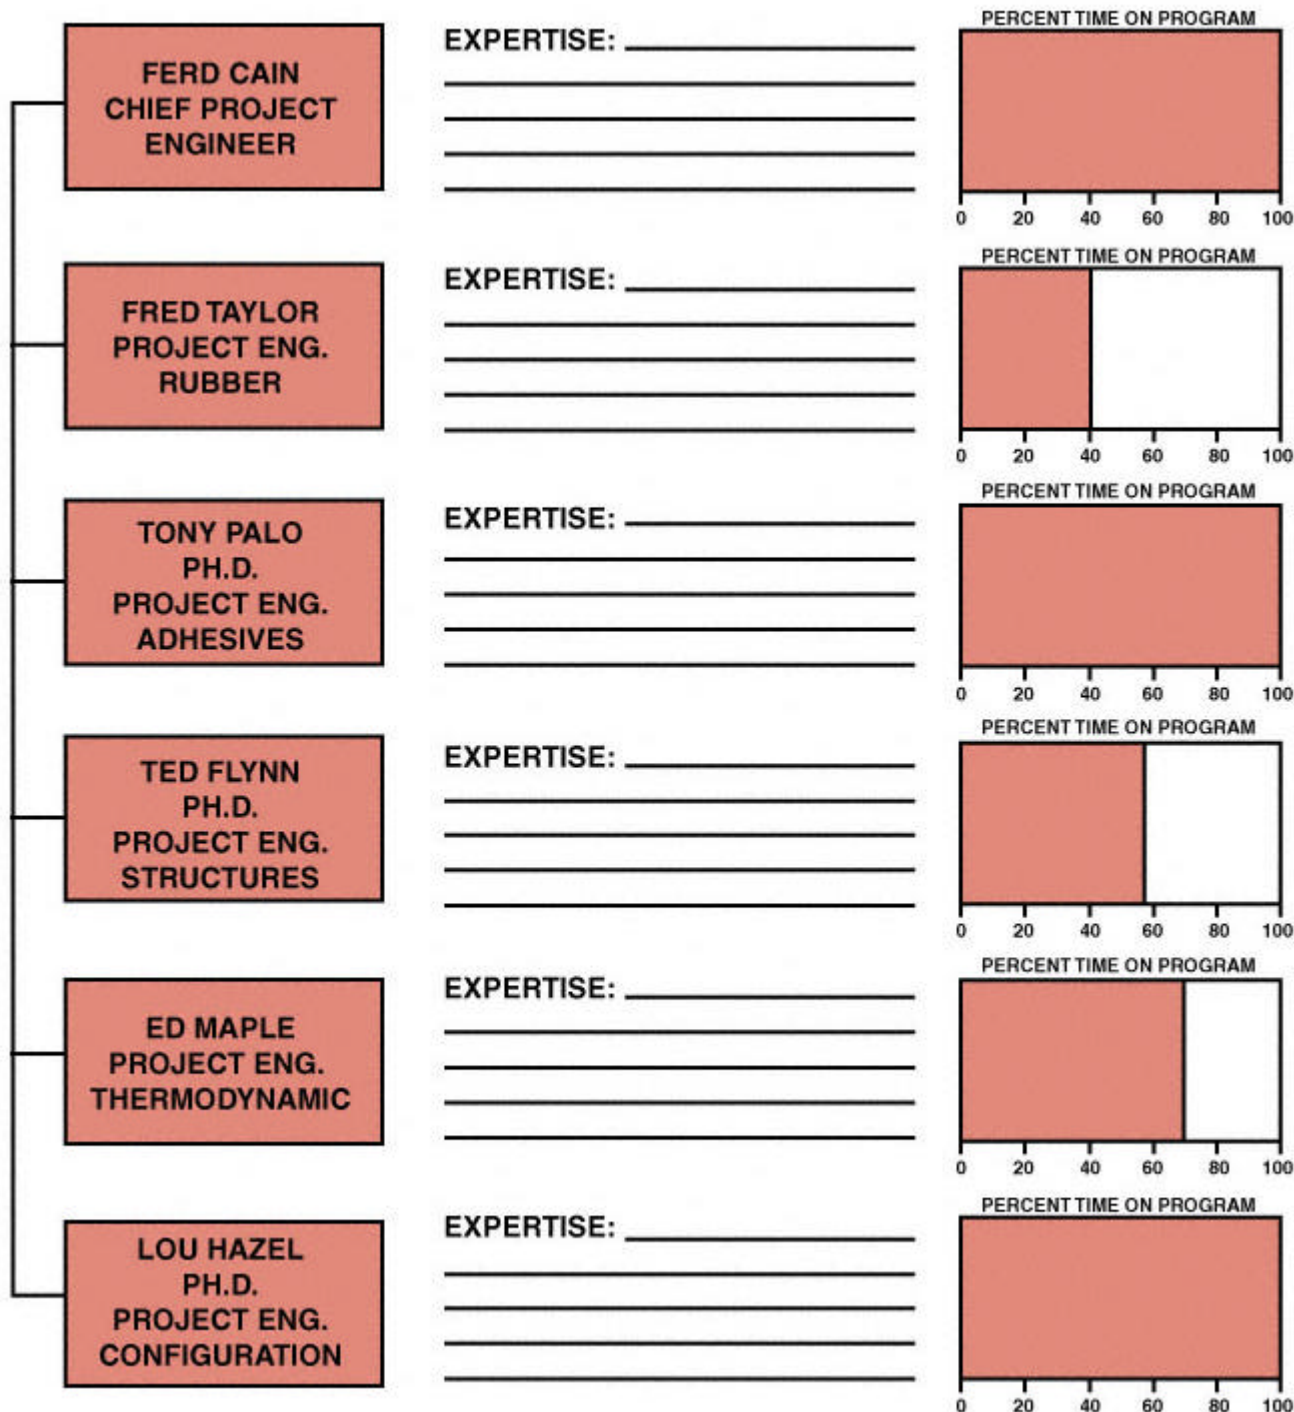 FERD CAIN
CHIEF PROJECT
ENGINEER
EXPERTISE:
PERCENT TIME ON PROGRAM
0 20 40 60 80 100
FRED TAYLOR
PROJECT ENG.
RUBBER
EXPERTISE:
PERCENT TIME ON PROGRAM
0 20 40 60 80 100
TONY PALO
PH.D.
PROJECT ENG.
ADHESIVES
EXPERTISE:
PERCENT TIME ON PROGRAM
0 20 40 60 80 100
TED FLYNN
PH.D.
PROJECT ENG.
STRUCTURES
EXPERTISE:
PERCENT TIME ON PROGRAM
0 20 40 60 80 100
ED MAPLE
PROJECT ENG.
THERMODYNAMIC
EXPERTISE:
PERCENT TIME ON PROGRAM
0 20 40 60 80 100
LOU HAZEL
PH.D.
PROJECT ENG.
CONFIGURATION
EXPERTISE:
PERCENT TIME ON PROGRAM
0 20 40 60 80 100